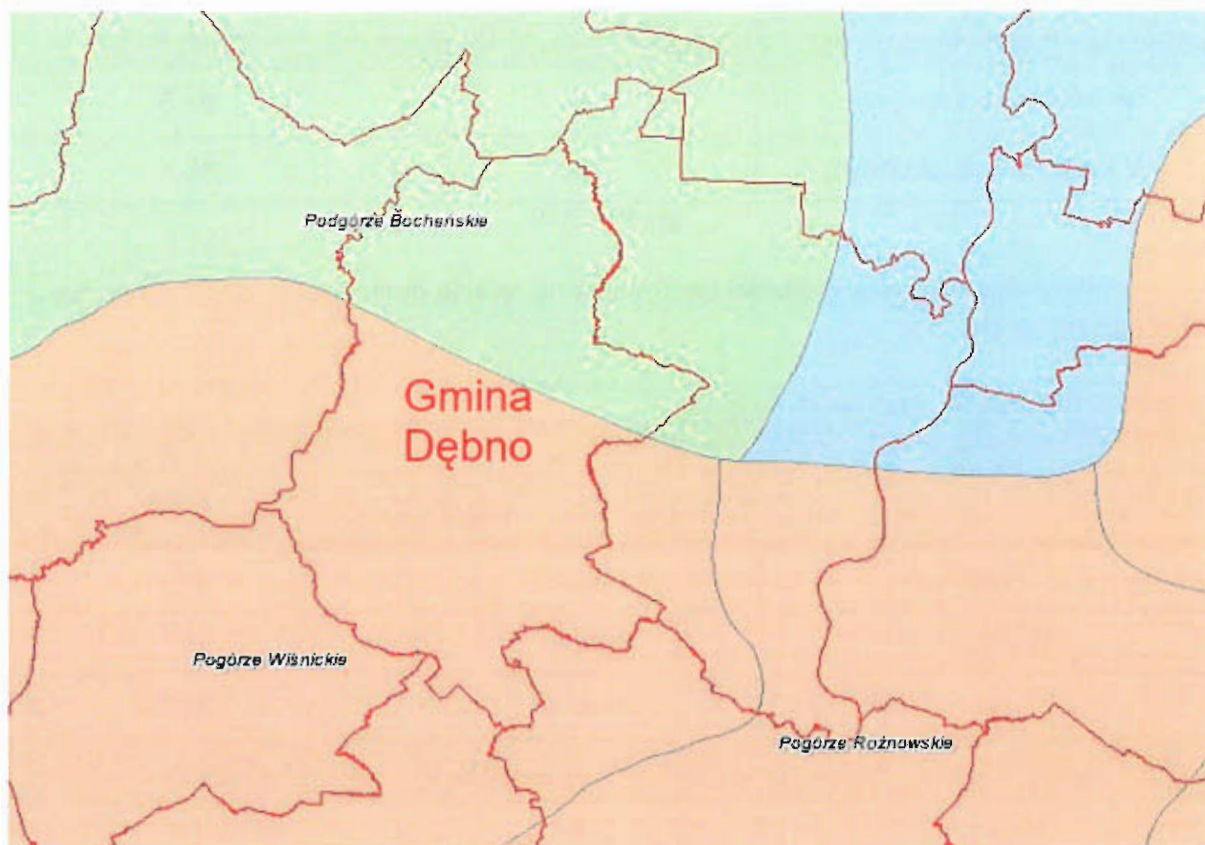 Podgórze Bocheńskie
Gmina
Dębno
Pogórze Wiśnickie
Pogórze Rożnowskie